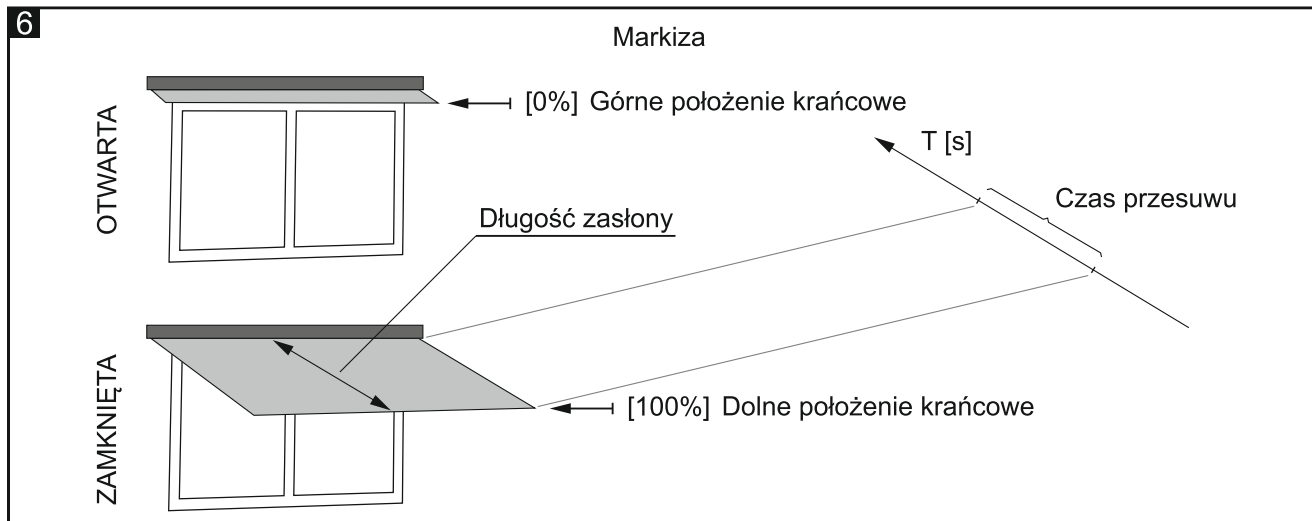 6
Markiza
OTWARTA
[0%] Górne położenie krańcowe
T [s]
Czas przesuwu
Długość zasłony
ZAMKNIĘTA
[100%] Dolne położenie krańcowe